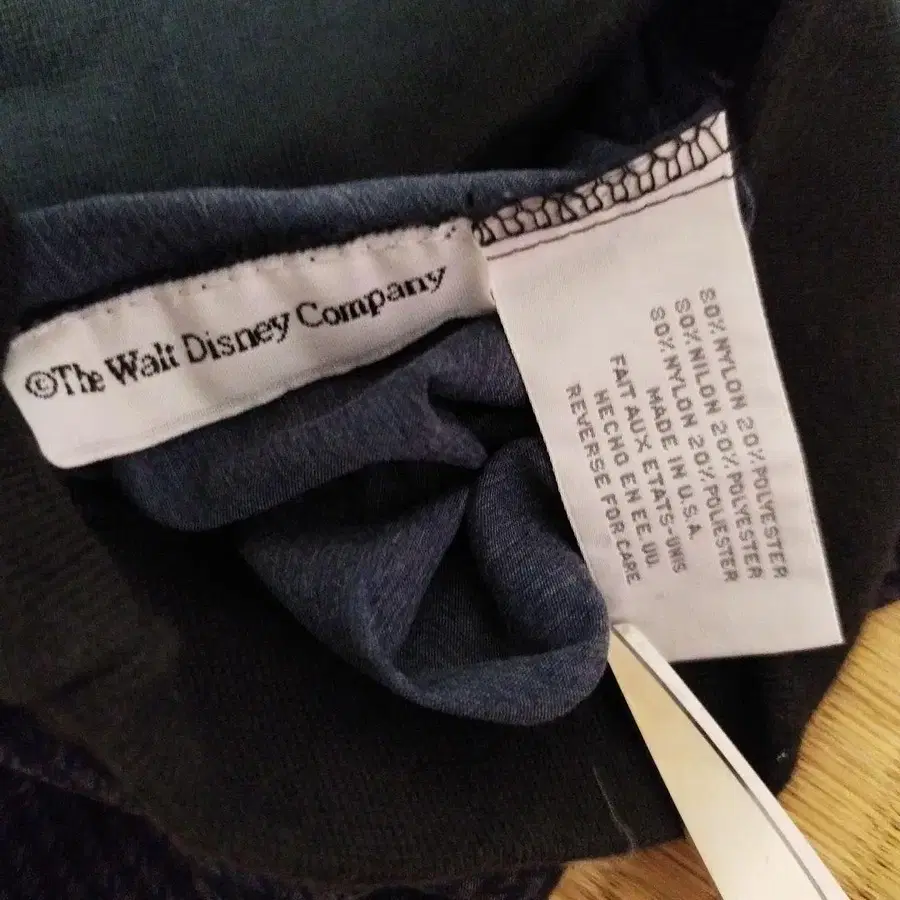 ©The Walt Disney Company
80% NYLON 20% POLYESTER
80% NILON 20% POLYESTER
80% NYLON 20% POLIESTER
MADE IN U.S.A.
FAIT AUX ETATS-UNIS
HECHO EN EE.UU.
REVERSE FOR CARE